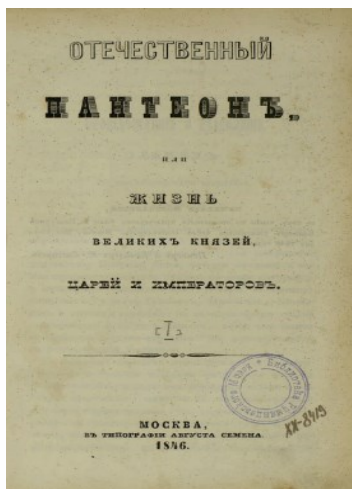 ОТЕЧЕСТВЕННЫЙ
ПАНТЕОНЪ,
ИЛИ
ЖИЗНЬ
ВЕЛИКИХЪ КНЯЗЕЙ,
ЦАРЕЙ И ИМПЕРАТОРОВЪ.
[I]
МОСКВА,
ВЪ ТИПОГРАФІИ АВГУСТА СЕМЕНА.
1846.
XX-8419